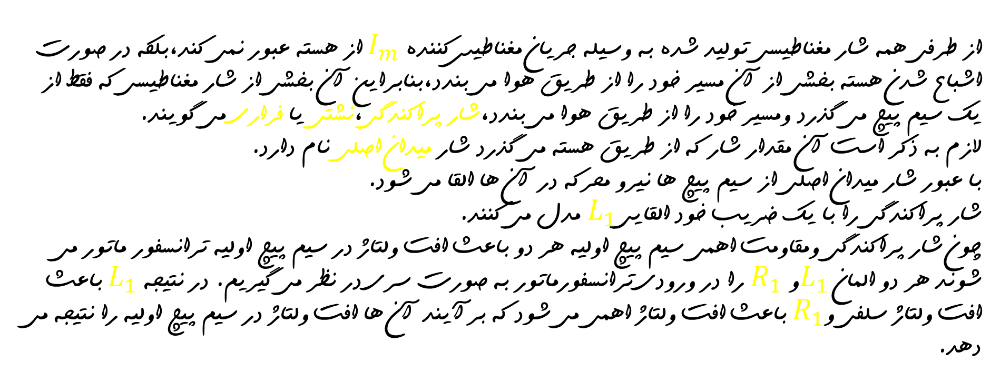 از طرفی همه شار مغناطیسی تولید شده به وسیله جریان مغناطیس‌کننده I_m از هسته عبور نمی کند،بلکه در صورت
اشباع شدن هسته بخشی از آن مسیر خود را از طریق هوا می بندد،بنابراین آن بخشی از شار مغناطیسی که فقط از
یک سیم پیچ می گذرد ومسیر خود را از طریق هوا می بندد،شار پراکندگی،نشتی یا فراری می گویند.
لازم به ذکر است آن مقدار شار که از طریق هسته می گذرد شار میدان اصلی نام دارد.
با عبور شار میدان اصلی از سیم پیچ ها نیرو محرکه در آن ها القا می شود.
شار پراکندگی را با یک ضریب خود القایی L_1 مدل می کنند.
چون شار پراکندگی ومقاومت اهمی سیم پیچ اولیه هر دو باعث افت ولتاژ در سیم پیچ اولیه ترانسفور ماتور می
شوند هر دو المان L_1 و R_1 را در ورودی ترانسفورماتور به صورت سری در نظر می گیریم. در نتیجه L_1 باعث
افت ولتاژ سلفی و R_1 باعث افت ولتاژ اهمی می شود که بر آیند آن ها افت ولتاژ در سیم پیچ اولیه را نتیجه می
دهد.